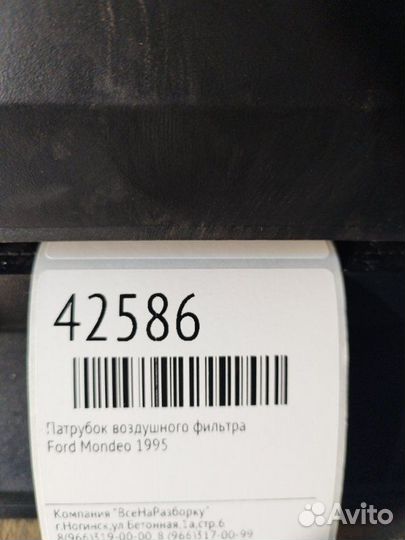 42586
Патрубок воздушного фильтра
Ford Mondeo 1995
Компания "ВсеНаРазборку"
г.Ногинск,ул.Бетонная,1а,стр.6
8(966)319-00-00, 8 (966)317-00-99
Avito